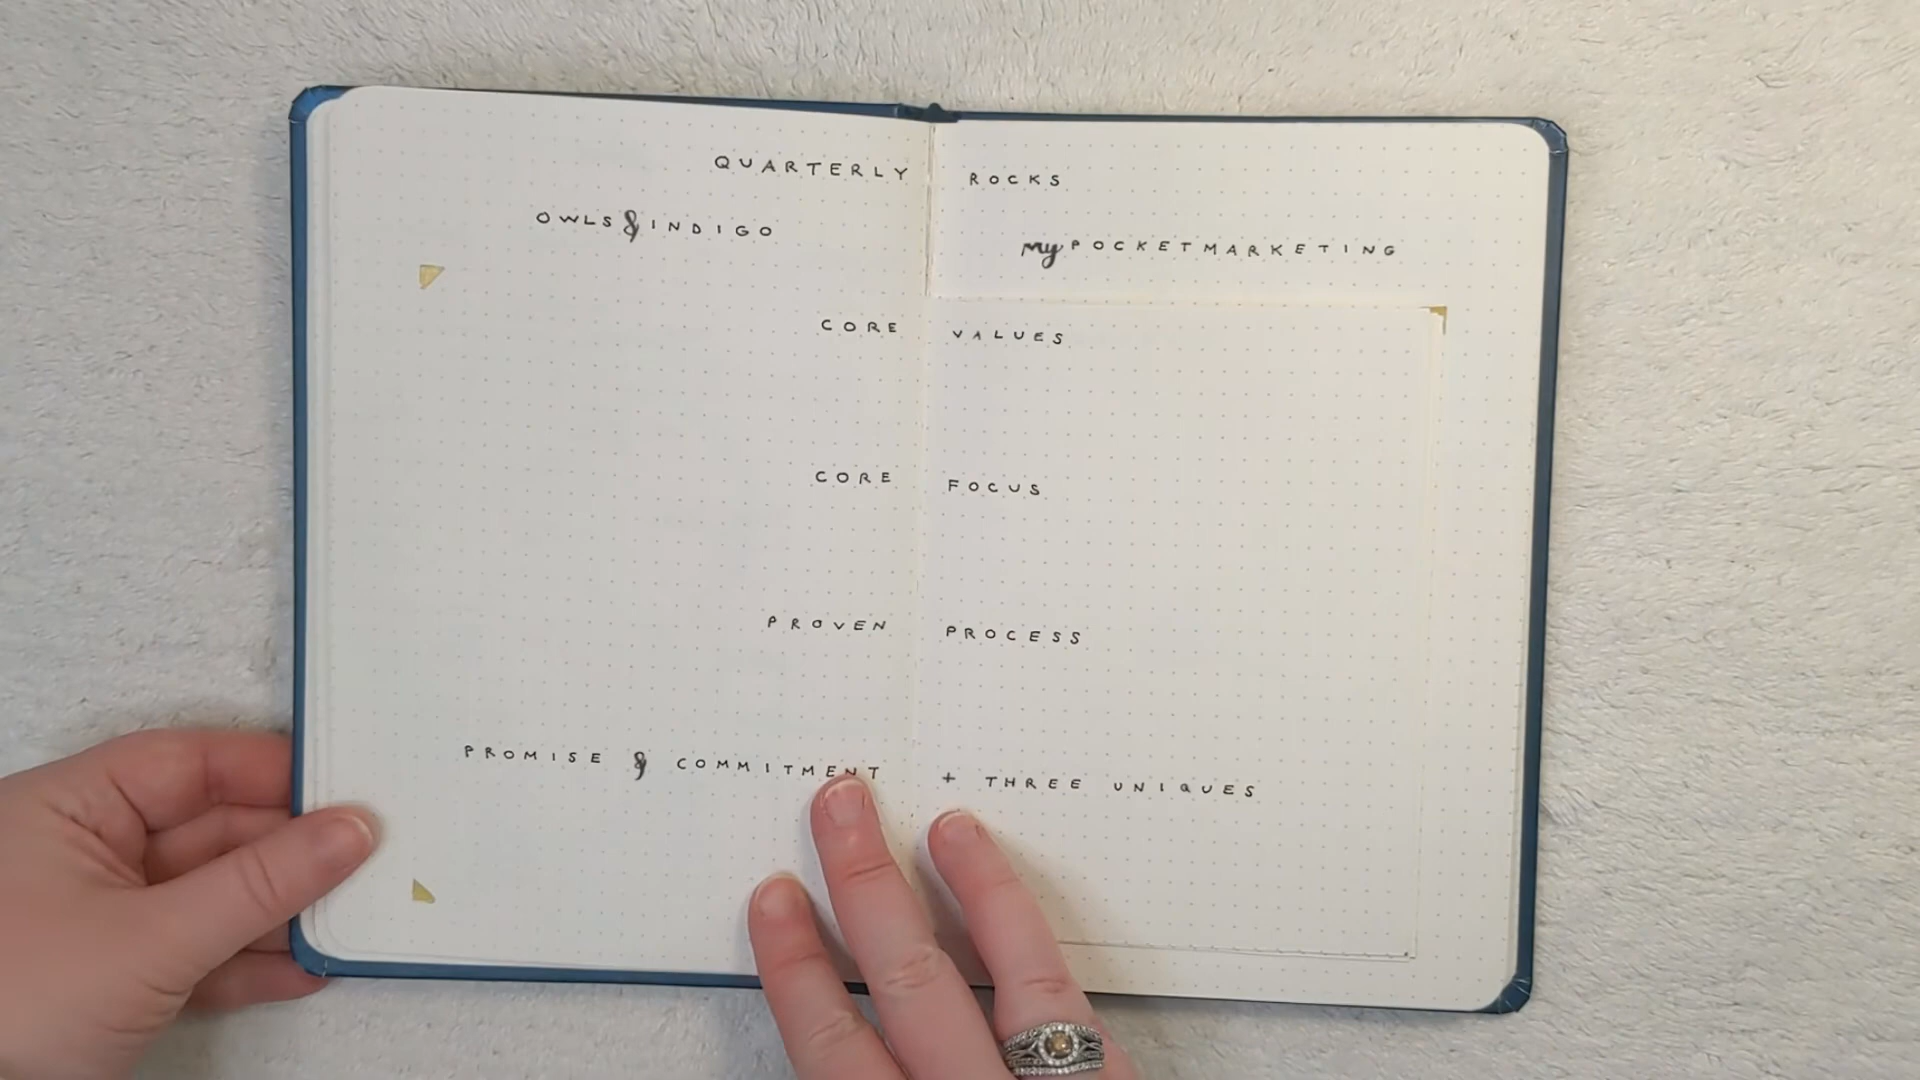 QUARTERLY ROCKS
OWLS & INDIGO
my POCKETMARKETING
CORE VALUES
CORE FOCUS
PROVEN PROCESS
PROMISE & COMMITMENT + THREE UNIQUES